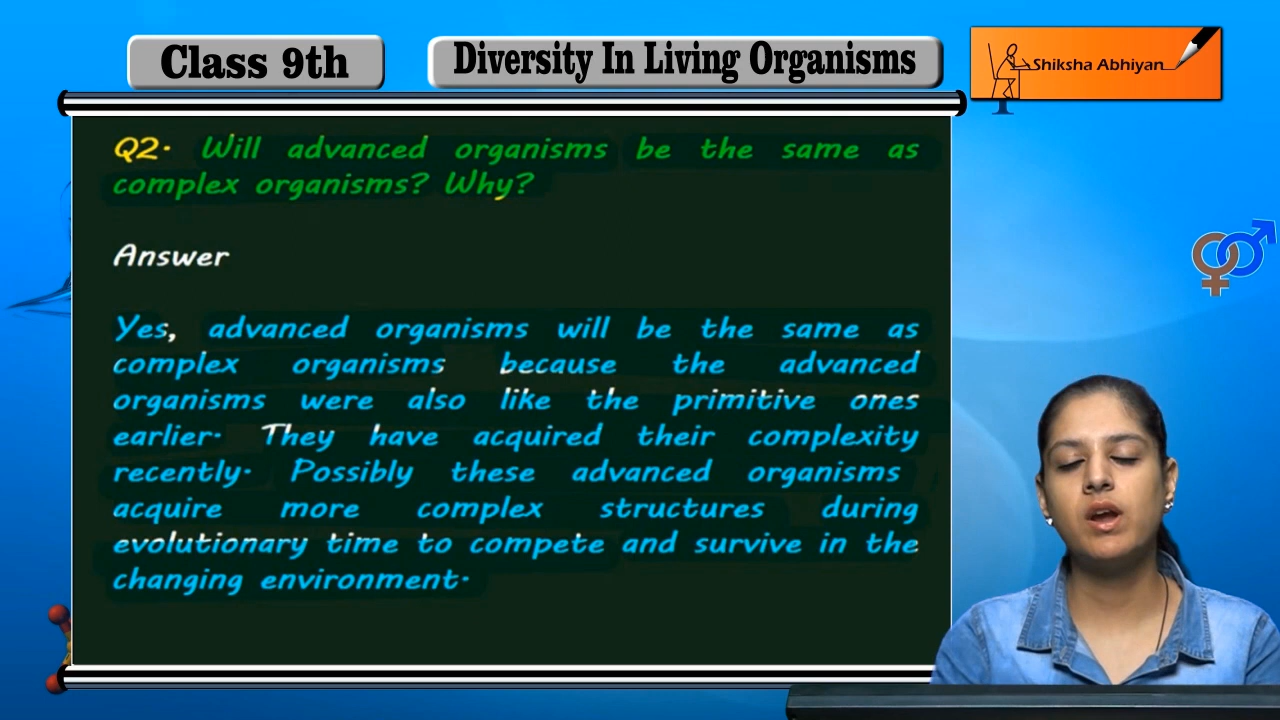 Class 9th
Diversity In Living Organisms
Shiksha Abhiyan
Q2. Will advanced organisms be the same as
complex organisms? Why?
Answer
Yes, advanced organisms will be the same as
complex organisms because the advanced
organisms were also like the primitive ones
earlier. They have acquired their complexity
recently. Possibly these advanced organisms
acquire more complex structures during
evolutionary time to compete and survive in the
changing environment.